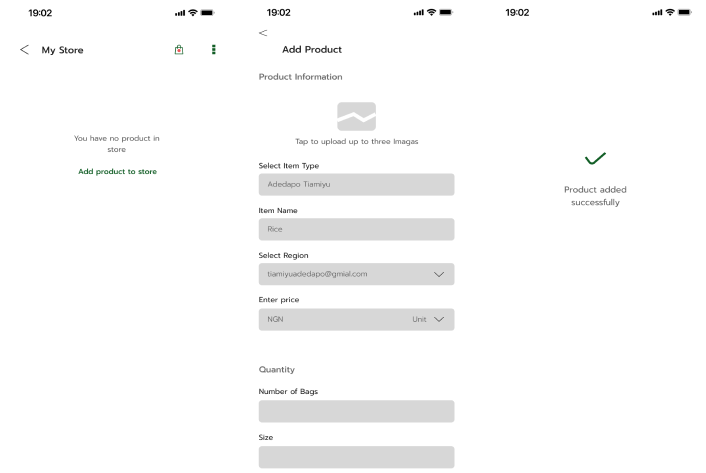 19:02
My Store
You have no product in
store
Add product to store
19:02
Add Product
Product Information
Tap to upload up to three Imagas
Select Item Type
Adedapo Tiamiyu
Item Name
Rice
Select Region
tiamiyuadedapo@gmial.com
Enter price
NGN Unit
Quantity
Number of Bags
Size
19:02
Product added
successfully